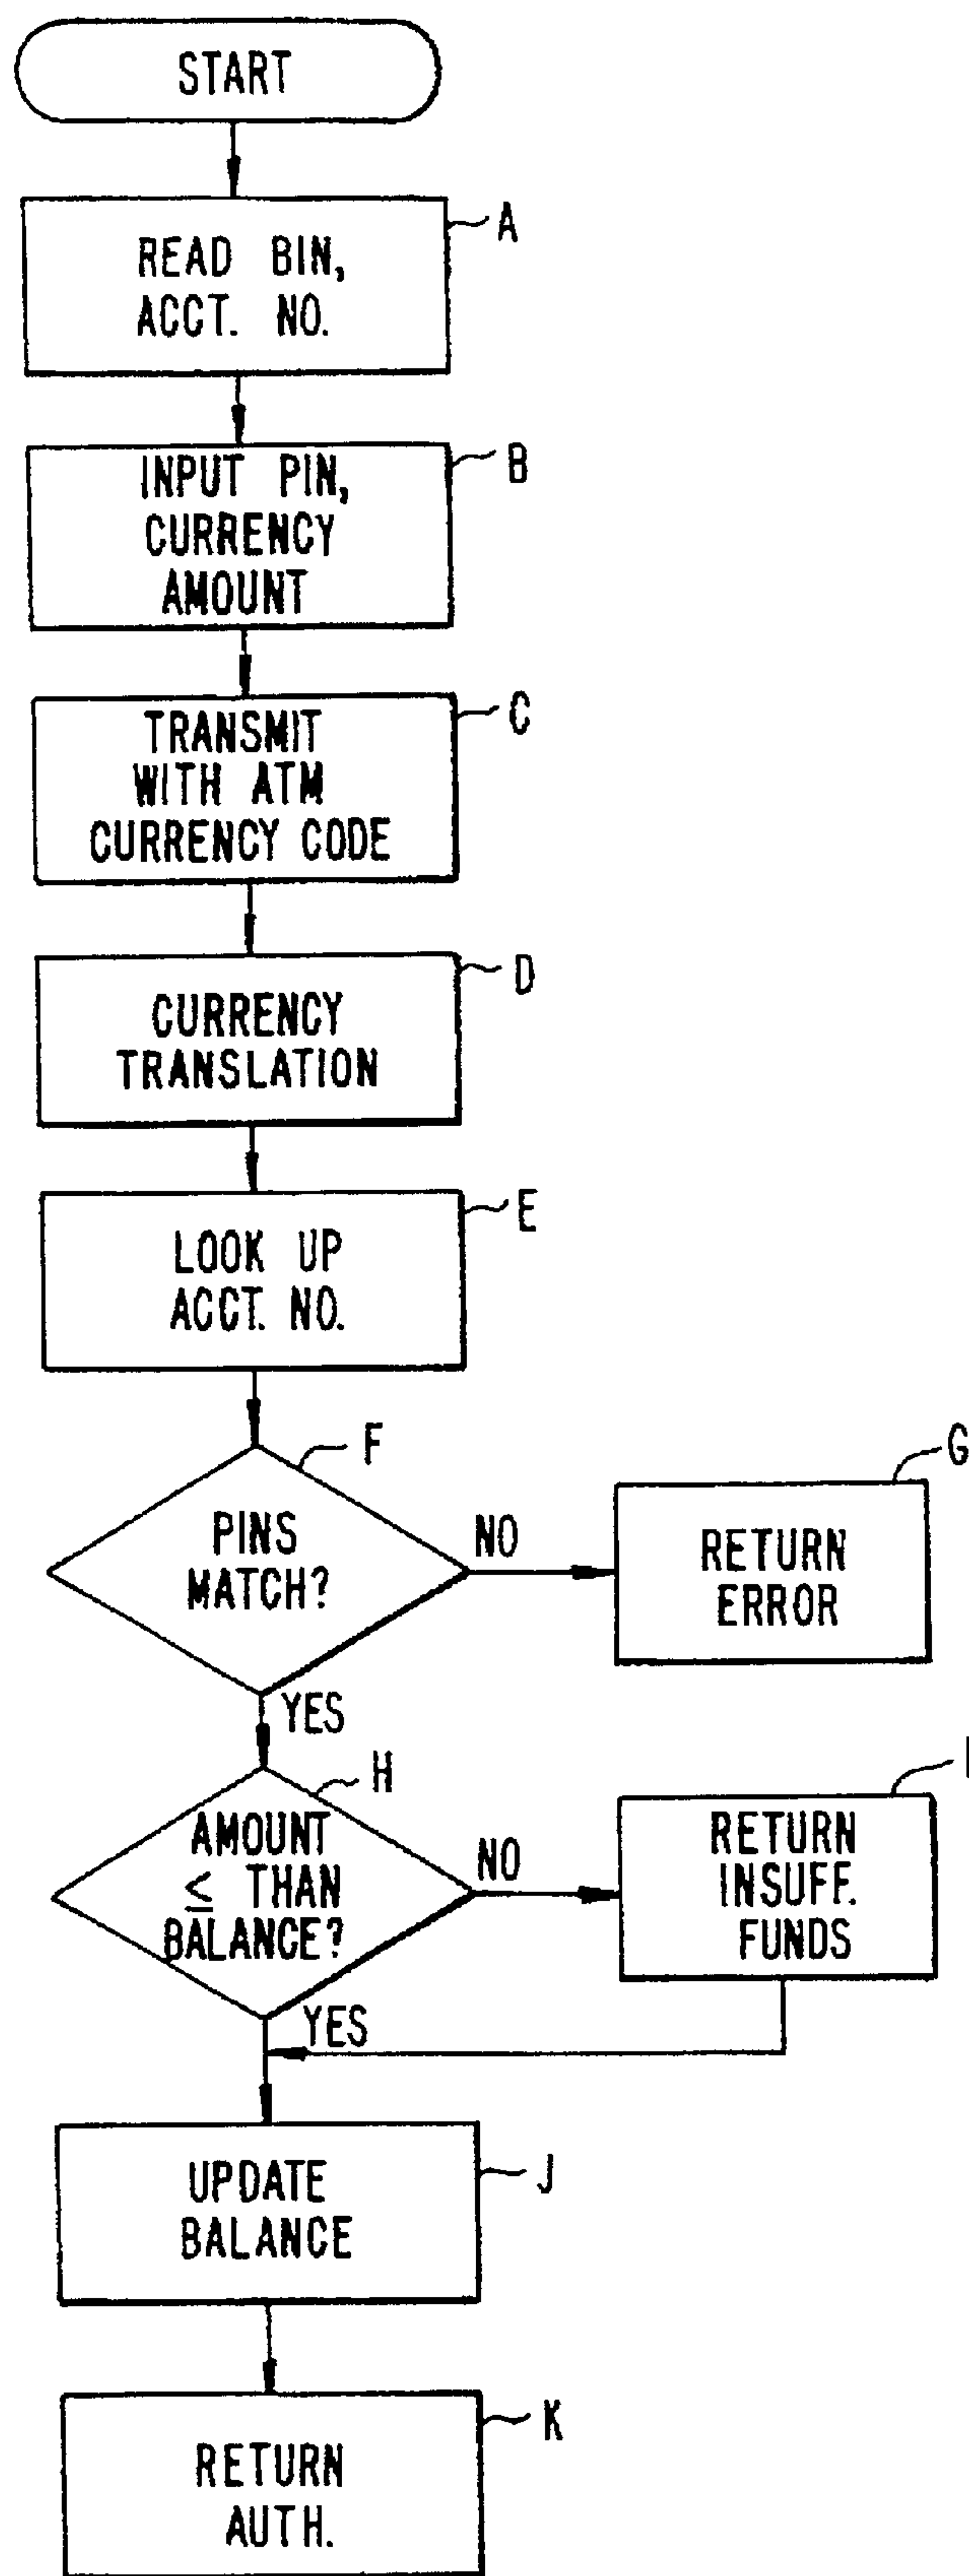 START
A
READ BIN,
ACCT. NO.
B
INPUT PIN,
CURRENCY
AMOUNT
C
TRANSMIT
WITH ATM
CURRENCY CODE
D
CURRENCY
TRANSLATION
E
LOOK UP
ACCT. NO.
F
PINS
MATCH?
NO
G
RETURN
ERROR
YES
H
AMOUNT
≤ THAN
BALANCE?
NO
I
RETURN
INSUFF.
FUNDS
YES
J
UPDATE
BALANCE
K
RETURN
AUTH.